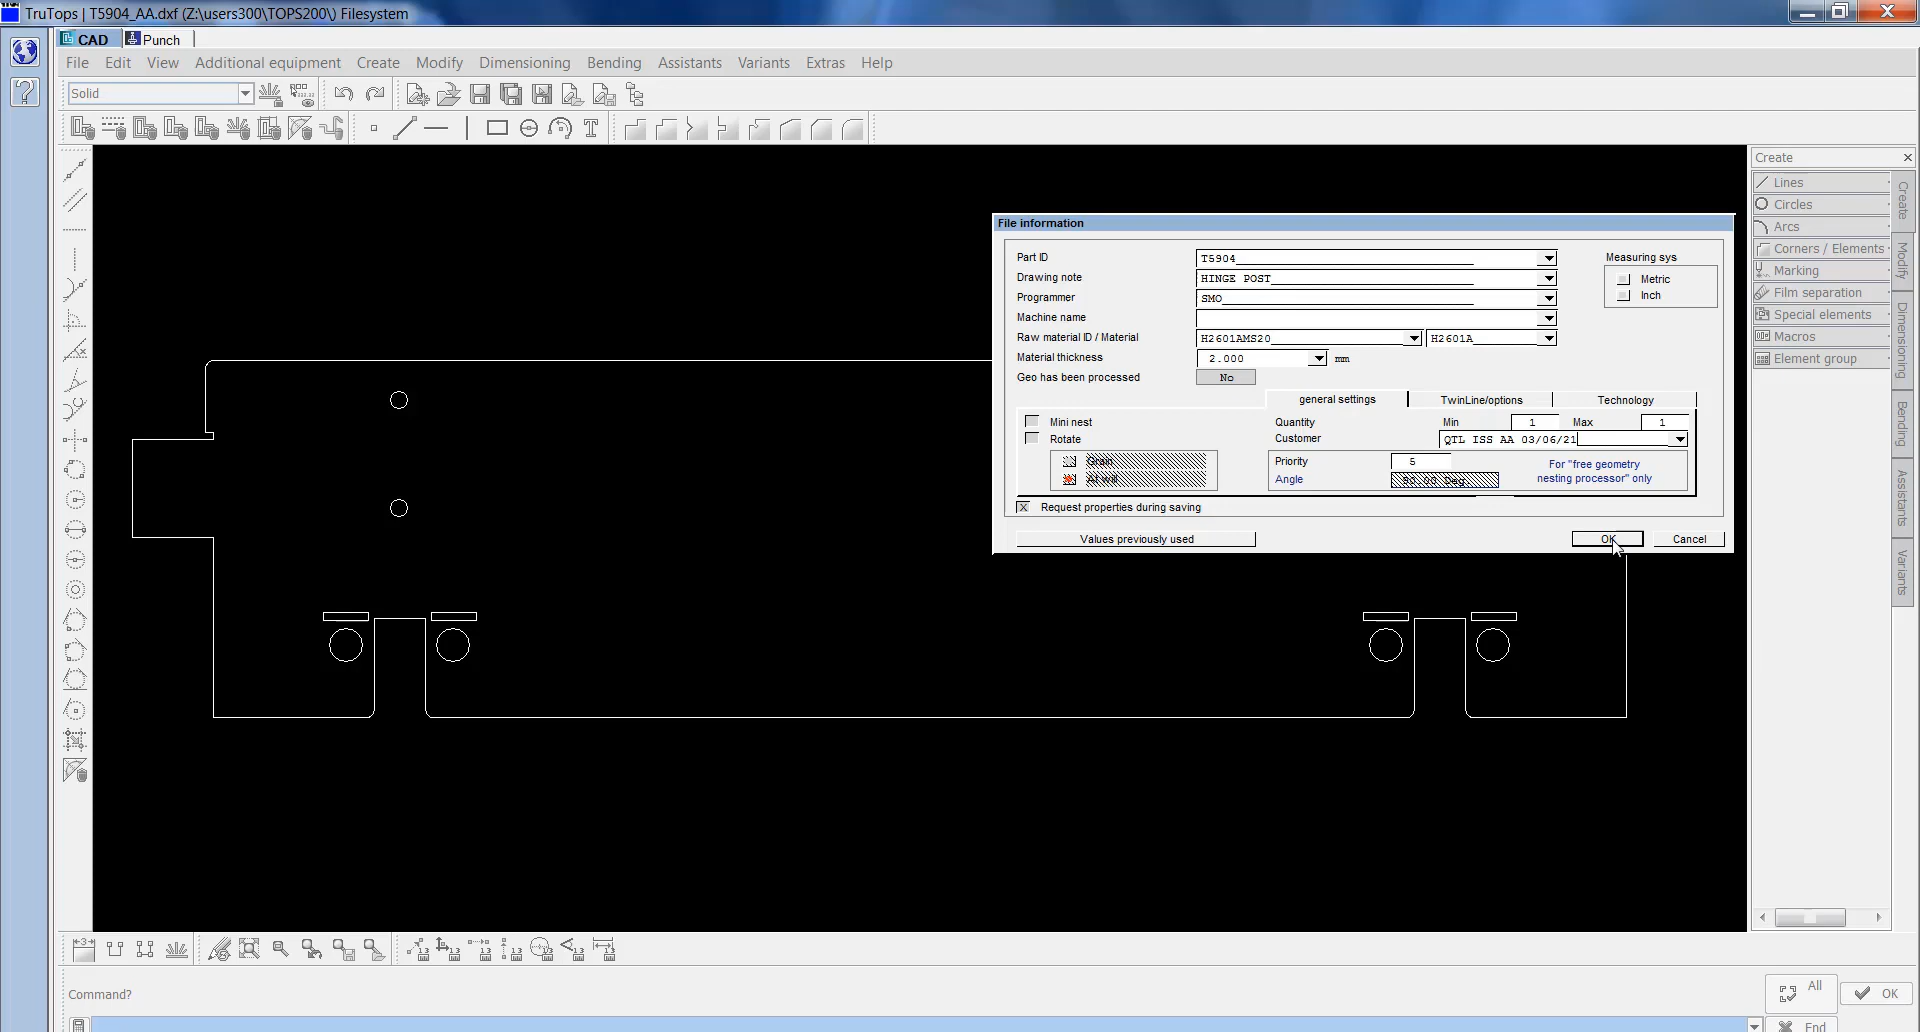 TruTops | T5904_AA.dxf (Z:\users300\TOPS200\) Filesystem
CAD Punch
File Edit View Additional equipment Create Modify Dimensioning Bending Assistants Variants Extras Help
Solid
Create
Lines
Circles
Arcs
Corners / Elements
Marking
Film separation
Special elements
Macros
Element group
Create
Modify
Dimensioning
Bending
Assistants
Variants
File information
Part ID T5904
Drawing note HINGE POST
Programmer SMO
Machine name
Raw material ID / Material H2601AMS20 H2601A
Material thickness 2.000 mm
Geo has been processed No
Measuring sys
Metric
Inch
general settings TwinLine/options Technology
Mini nest
Rotate
Grain
At will
Quantity Min 1 Max 1
Customer QTL ISS AA 03/06/21
Priority 5
Angle 90.00 Deg.
For "free geometry
nesting processor" only
X Request properties during saving
Values previously used OK Cancel
Command?
All
OK
End